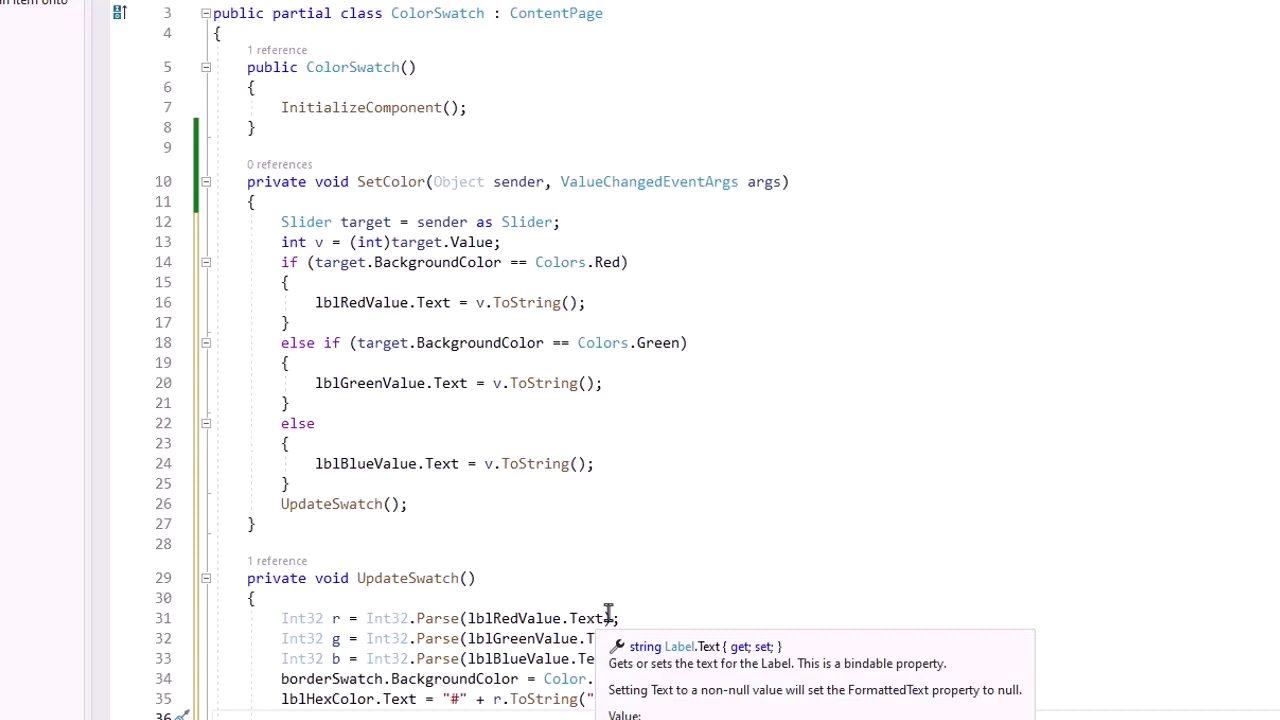 an item onto
3 public partial class ColorSwatch : ContentPage
4 {
1 reference
5 public ColorSwatch()
6 {
7 InitializeComponent();
8 }
9
0 references
10 private void SetColor(Object sender, ValueChangedEventArgs args)
11 {
12 Slider target = sender as Slider;
13 int v = (int)target.Value;
14 if (target.BackgroundColor == Colors.Red)
15 {
16 lblRedValue.Text = v.ToString();
17 }
18 else if (target.BackgroundColor == Colors.Green)
19 {
20 lblGreenValue.Text = v.ToString();
21 }
22 else
23 {
24 lblBlueValue.Text = v.ToString();
25 }
26 UpdateSwatch();
27 }
28
1 reference
29 private void UpdateSwatch()
30 {
31 Int32 r = Int32.Parse(lblRedValue.Text);
32 Int32 g = Int32.Parse(lblGreenValue.T
33 Int32 b = Int32.Parse(lblBlueValue.Te
34 borderSwatch.BackgroundColor = Color.
35 lblHexColor.Text = "#" + r.ToString("
36
string Label.Text { get; set; }
Gets or sets the text for the Label. This is a bindable property.
Setting Text to a non-null value will set the FormattedText property to null.
Value: